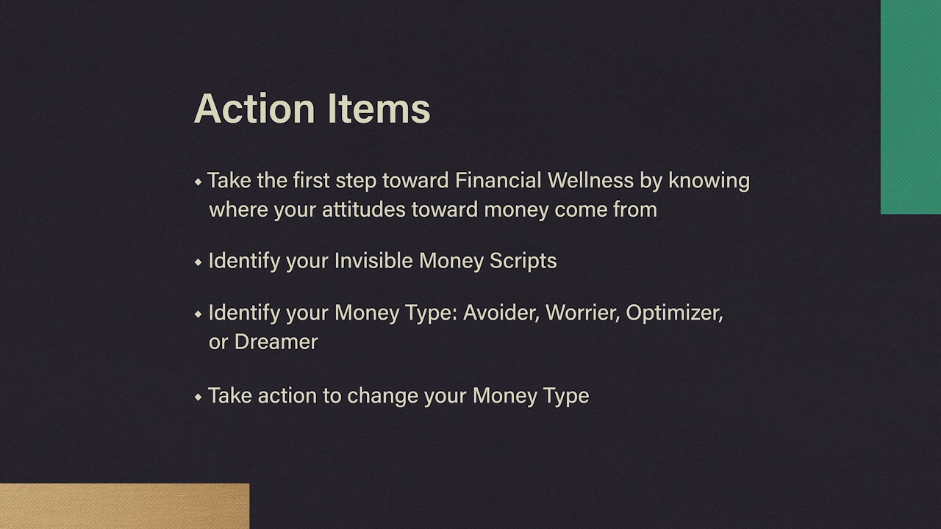 Action Items
⬥ Take the first step toward Financial Wellness by knowing
where your attitudes toward money come from
⬥ Identify your Invisible Money Scripts
⬥ Identify your Money Type: Avoider, Worrier, Optimizer,
or Dreamer
⬥ Take action to change your Money Type